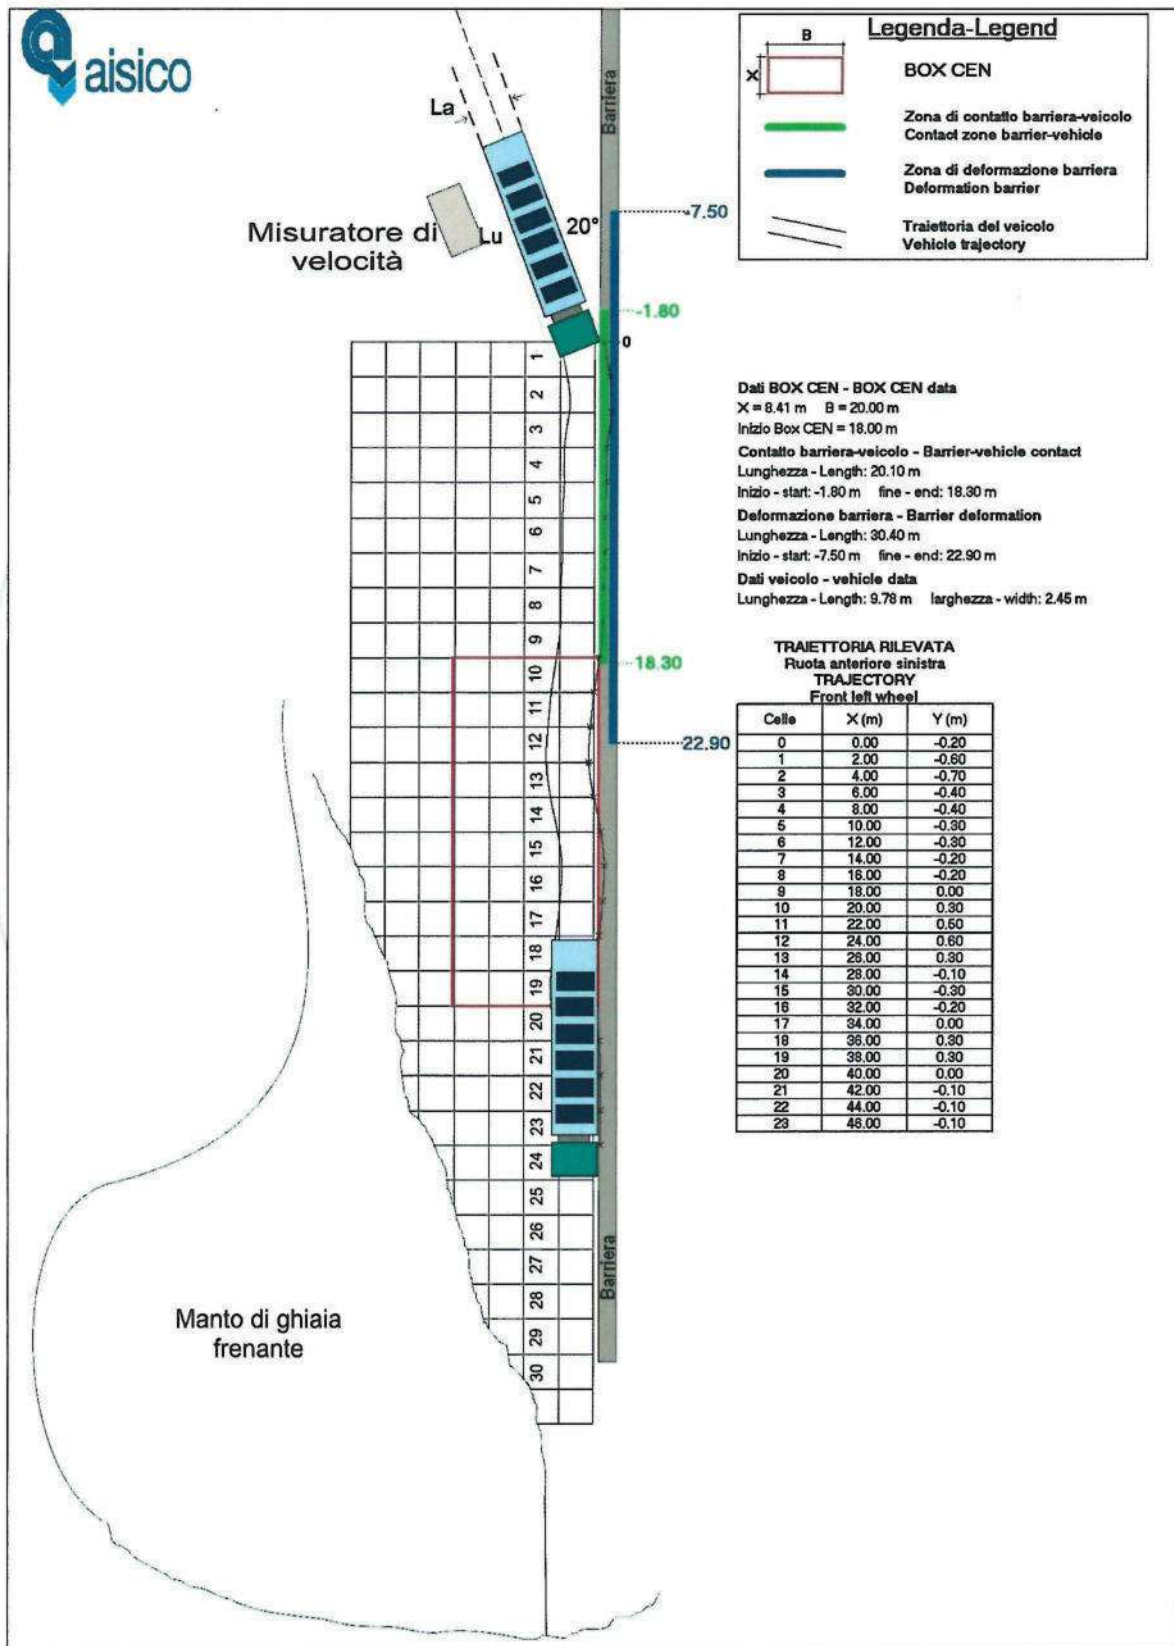 aisico
Legenda-Legend
B
X
BOX CEN
Zona di contatto barriera-veicolo
Contact zone barrier-vehicle
Zona di deformazione barriera
Deformation barrier
Traiettoria del veicolo
Vehicle trajectory
Barriera
La
Lu
20°
Misuratore di
velocità
-7.50
-1.80
0
18.30
22.90
1
2
3
4
5
6
7
8
9
10
11
12
13
14
15
16
17
18
19
20
21
22
23
24
25
26
27
28
29
30
Barriera
Manto di ghiaia
frenante
Dati BOX CEN - BOX CEN data
X = 8.41 m B = 20.00 m
Inizio Box CEN = 18.00 m
Contatto barriera-veicolo - Barrier-vehicle contact
Lunghezza - Length: 20.10 m
Inizio - start: -1.80 m fine - end: 18.30 m
Deformazione barriera - Barrier deformation
Lunghezza - Length: 30.40 m
Inizio - start: -7.50 m fine - end: 22.90 m
Dati veicolo - vehicle data
Lunghezza - Length: 9.78 m larghezza - width: 2.45 m
TRAIETTORIA RILEVATA
Ruota anteriore sinistra
TRAJECTORY
Front left wheel
Celle X (m) Y (m)
0 0.00 -0.20
1 2.00 -0.60
2 4.00 -0.70
3 6.00 -0.40
4 8.00 -0.40
5 10.00 -0.30
6 12.00 -0.30
7 14.00 -0.20
8 16.00 -0.20
9 18.00 0.00
10 20.00 0.30
11 22.00 0.50
12 24.00 0.60
13 26.00 0.30
14 28.00 -0.10
15 30.00 -0.30
16 32.00 -0.20
17 34.00 0.00
18 36.00 0.30
19 38.00 0.30
20 40.00 0.00
21 42.00 -0.10
22 44.00 -0.10
23 46.00 -0.10